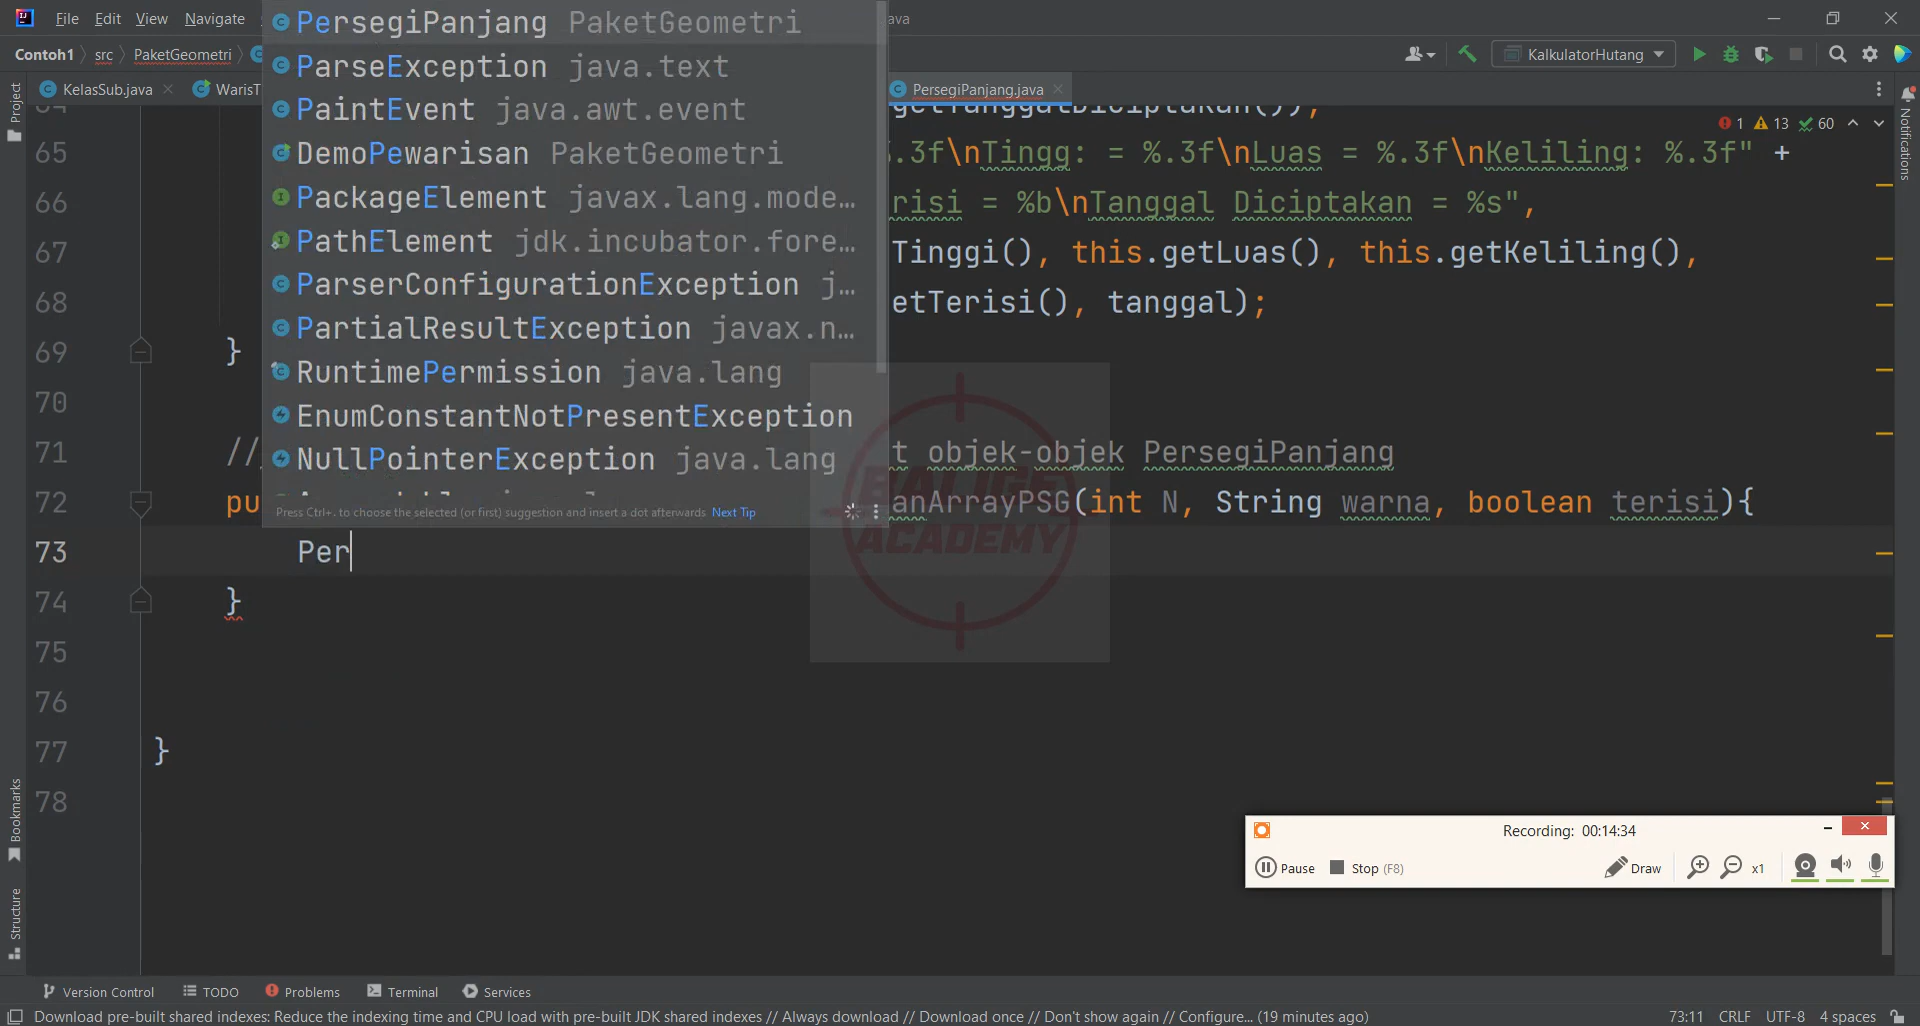 File Edit View Navigate
Contoh1 src PaketGeometri
KalkulatorHutang
KelasSub.java
PersegiPanjang.java
1 13 60
Project
Notifications
Bookmarks
Structure
PersegiPanjang PaketGeometri
ParseException java.text
PaintEvent java.awt.event
DemoPewarisan PaketGeometri
PackageElement javax.lang.mode…
PathElement jdk.incubator.fore…
ParserConfigurationException j…
PartialResultException javax.n…
RuntimePermission java.lang
EnumConstantNotPresentException
NullPointerException java.lang
Press Ctrl+. to choose the selected (or first) suggestion and insert a dot afterwards Next Tip
65 .3f\nTingg: = %.3f\nLuas = %.3f\nKeliling: %.3f" +
66 risi = %b\nTanggal Diciptakan = %s",
67 Tinggi(), this.getLuas(), this.getKeliling(),
68 etTerisi(), tanggal);
69 }
70
71 // t objek-objek PersegiPanjang
72 pu anArrayPSG(int N, String warna, boolean terisi){
73 Per
74 }
75
76
77 }
78
BALIGE
ACADEMY
Recording: 00:14:34
Pause Stop (F8) Draw x1
Version Control TODO Problems Terminal Services
Download pre-built shared indexes: Reduce the indexing time and CPU load with pre-built JDK shared indexes // Always download // Download once // Don't show again // Configure... (19 minutes ago) 73:11 CRLF UTF-8 4 spaces